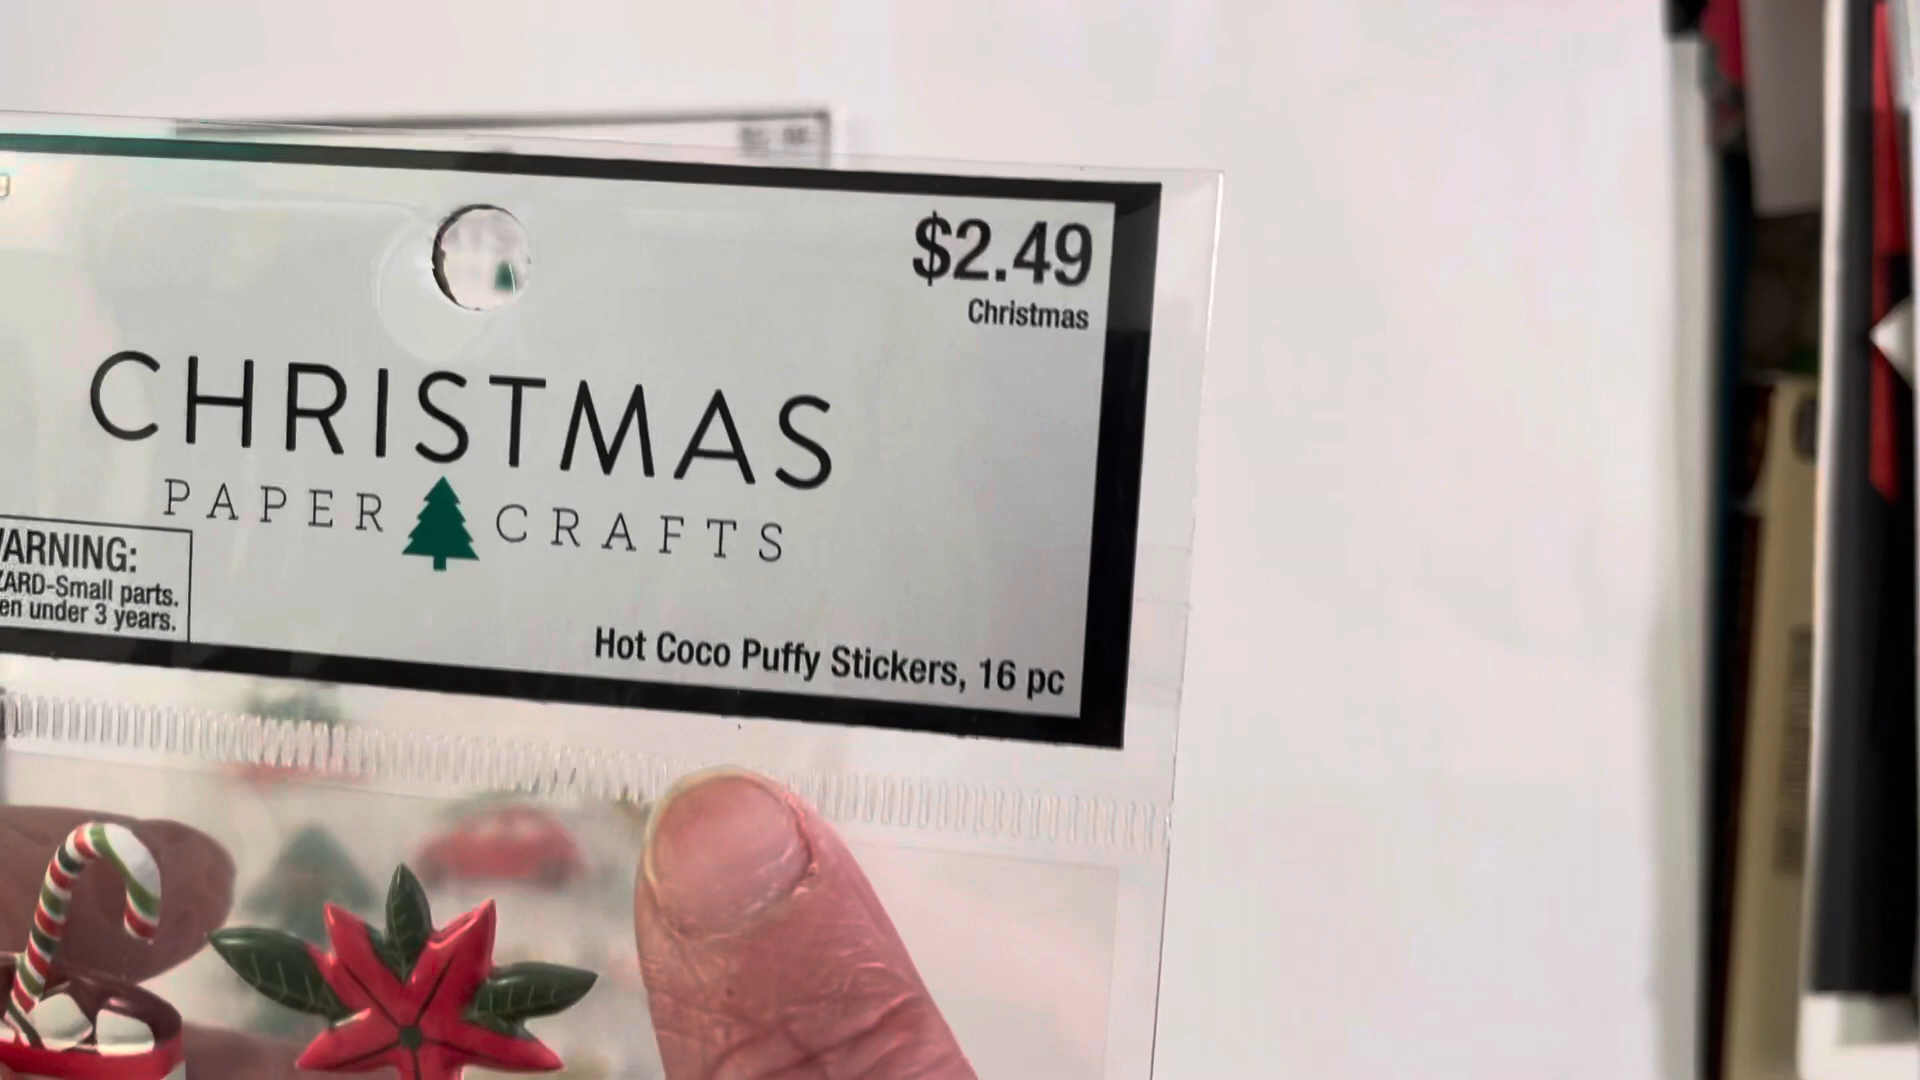 $2.49
Christmas
CHRISTMAS
PAPER CRAFTS
ARNING:
ARD-Small parts.
en under 3 years.
Hot Coco Puffy Stickers, 16 pc